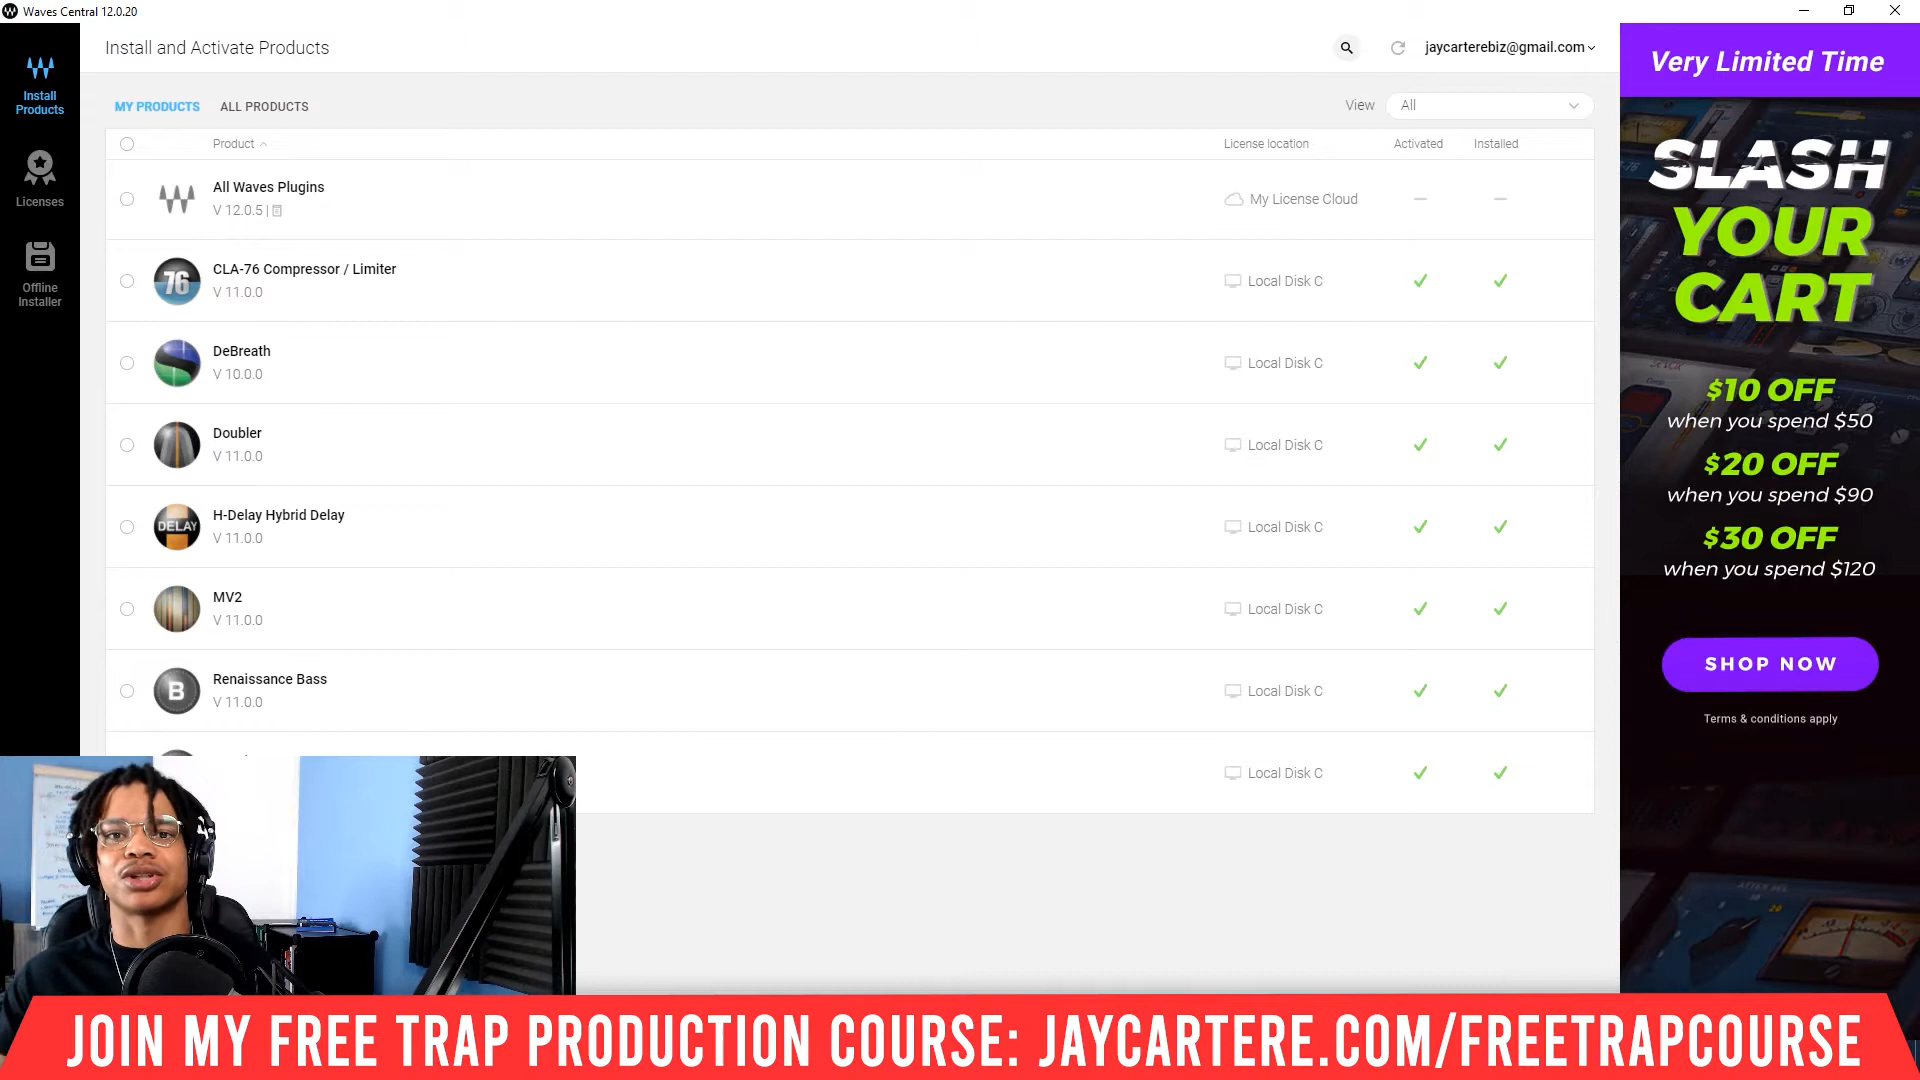 Waves Central 12.0.20
Install and Activate Products
jaycarterebiz@gmail.com
Install
Products
Licenses
Offline
Installer
MY PRODUCTS
ALL PRODUCTS
View
All
Product
License location
Activated
Installed
All Waves Plugins
V 12.0.5 |
My License Cloud
76
CLA-76 Compressor / Limiter
V 11.0.0
Local Disk C
DeBreath
V 10.0.0
Local Disk C
Doubler
V 11.0.0
Local Disk C
DELAY
H-Delay Hybrid Delay
V 11.0.0
Local Disk C
MV2
V 11.0.0
Local Disk C
B
Renaissance Bass
V 11.0.0
Local Disk C
Local Disk C
Very Limited Time
SLASH
YOUR
CART
$10 OFF
when you spend $50
$20 OFF
when you spend $90
$30 OFF
when you spend $120
SHOP NOW
Terms & conditions apply
JOIN MY FREE TRAP PRODUCTION COURSE: JAYCARTERE.COM/FREETRAPCOURSE